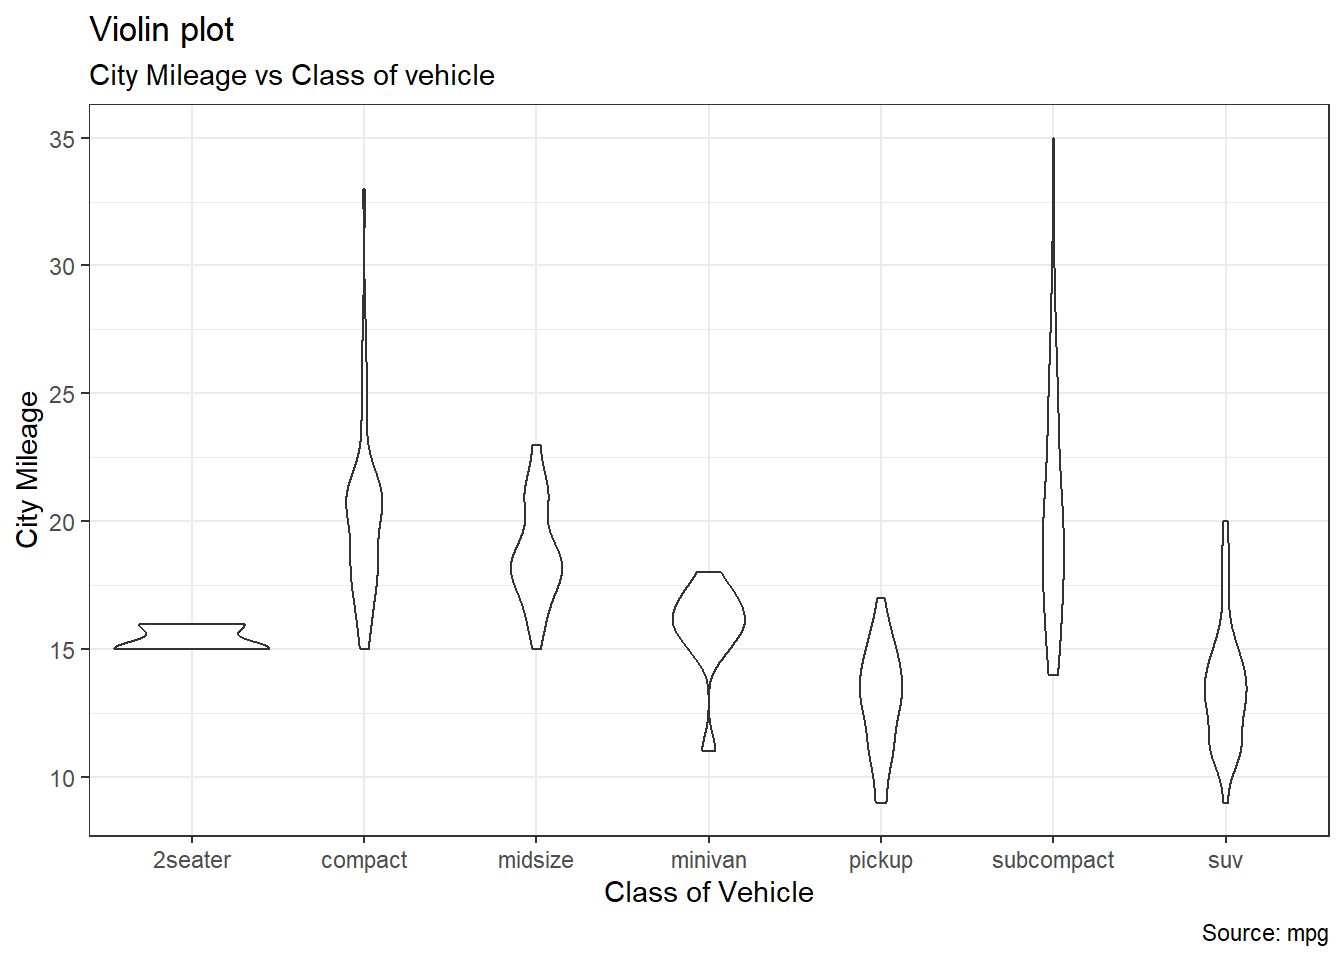 Violin plot
City Mileage vs Class of vehicle
City Mileage
35
30
25
20
15
10
2seater compact midsize minivan pickup subcompact suv
Class of Vehicle
Source: mpg